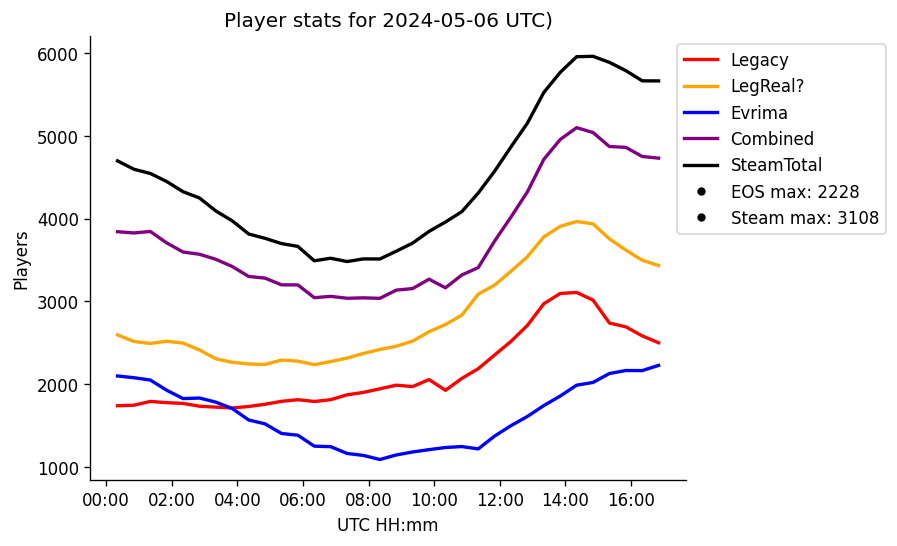 Player stats for 2024-05-06 UTC)
Legacy
LegReal?
Evrima
Combined
SteamTotal
EOS max: 2228
Steam max: 3108
Players
6000
5000
4000
3000
2000
1000
00:00 02:00 04:00 06:00 08:00 10:00 12:00 14:00 16:00
UTC HH:mm